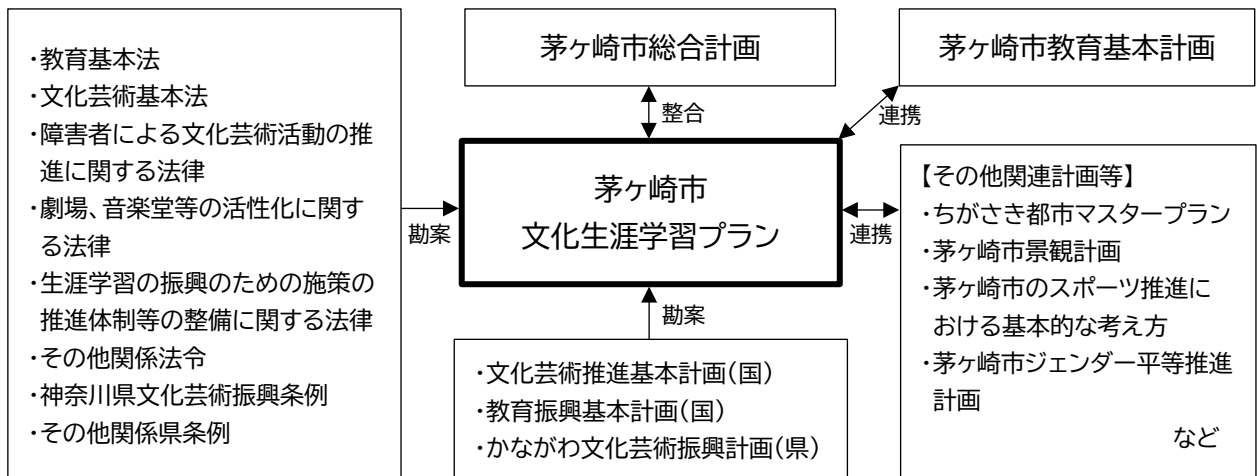 ・教育基本法
・文化芸術基本法
・障害者による文化芸術活動の推
進に関する法律
・劇場、音楽堂等の活性化に関す
る法律
・生涯学習の振興のための施策の
推進体制等の整備に関する法律
・その他関係法令
・神奈川県文化芸術振興条例
・その他関係県条例
勘案
茅ヶ崎市総合計画
整合
茅ヶ崎市教育基本計画
連携
茅ヶ崎市
文化生涯学習プラン
連携
【その他関連計画等】
・ちがさき都市マスタープラン
・茅ヶ崎市景観計画
・茅ヶ崎市のスポーツ推進に
おける基本的な考え方
・茅ヶ崎市ジェンダー平等推進
計画
など
勘案
・文化芸術推進基本計画(国)
・教育振興基本計画(国)
・かながわ文化芸術振興計画(県)